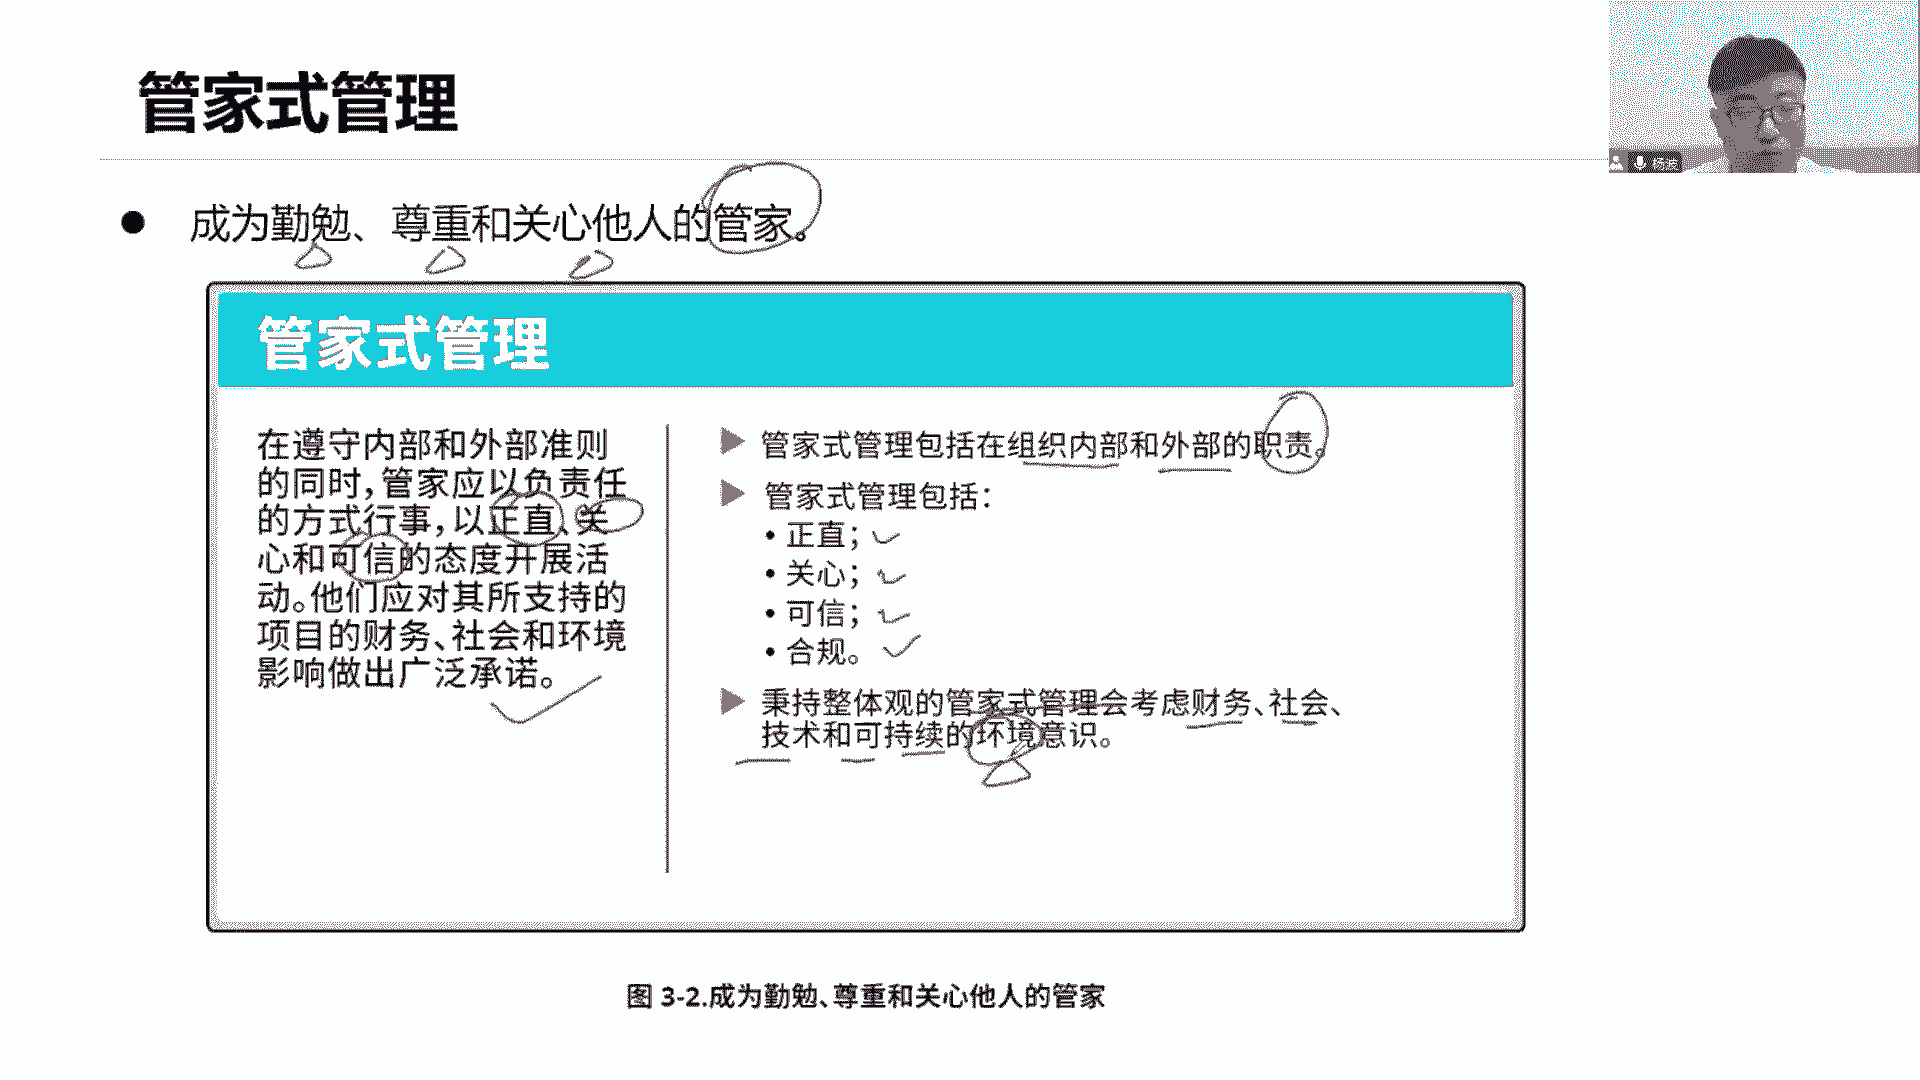 管家式管理
杨波
● 成为勤勉、尊重和关心他人的管家。
管家式管理
在遵守内部和外部准则
的同时，管家应以负责任
的方式行事，以正直、关
心和可信的态度开展活
动。他们应对其所支持的
项目的财务、社会和环境
影响做出广泛承诺。
▶ 管家式管理包括在组织内部和外部的职责。
▶ 管家式管理包括：
• 正直；
• 关心；
• 可信；
• 合规。
▶ 秉持整体观的管家式管理会考虑财务、社会、
技术和可持续的环境意识。
图 3-2.成为勤勉、尊重和关心他人的管家